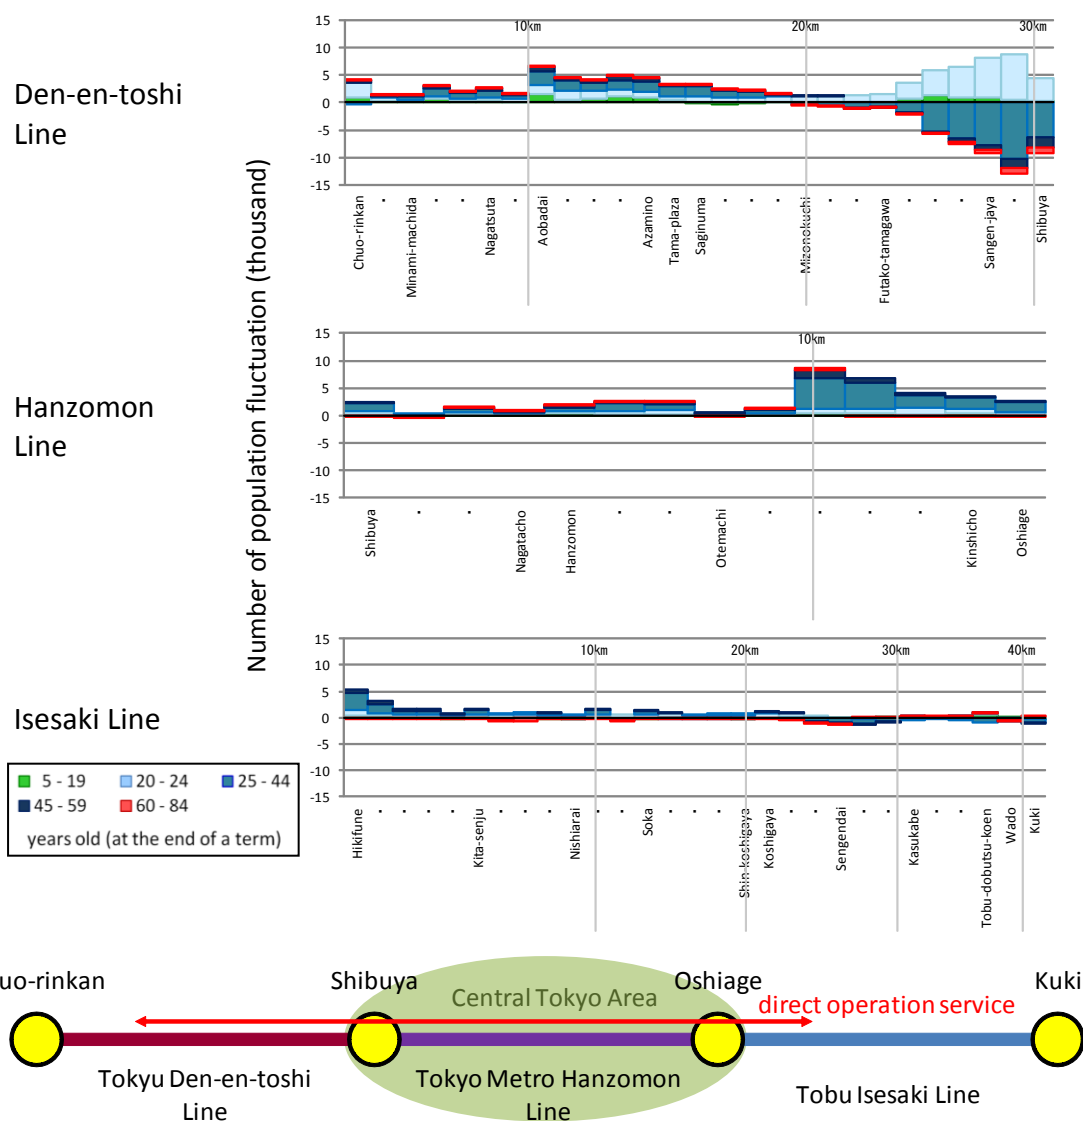 Number of population fluctuation (thousand)
Den-en-toshi
Line
15
10
5
0
-5
-10
-15
10km
20km
30km
Chuo-rinkan
Minami-machida
Nagatsuta
Aobadai
Azamino
Tama-plaza
Saginuma
Mizonokuchi
Futako-tamagawa
Sangen-jaya
Shibuya
Hanzomon
Line
15
10
5
0
-5
-10
-15
10km
Shibuya
Nagatacho
Hanzomon
Otemachi
Kinshicho
Oshiage
Isesaki Line
15
10
5
0
-5
-10
-15
10km
20km
30km
40km
Hikifune
Kita-senju
Nishiarai
Soka
Shin-koshigaya
Koshigaya
Sengendai
Kasukabe
Tobu-dobutsu-koen
Wado
Kuki
5 - 19 20 - 24 25 - 44
45 - 59 60 - 84
years old (at the end of a term)
uo-rinkan Shibuya Oshiage Kuki
Central Tokyo Area
direct operation service
Tokyu Den-en-toshi
Line
Tokyo Metro Hanzomon
Line
Tobu Isesaki Line